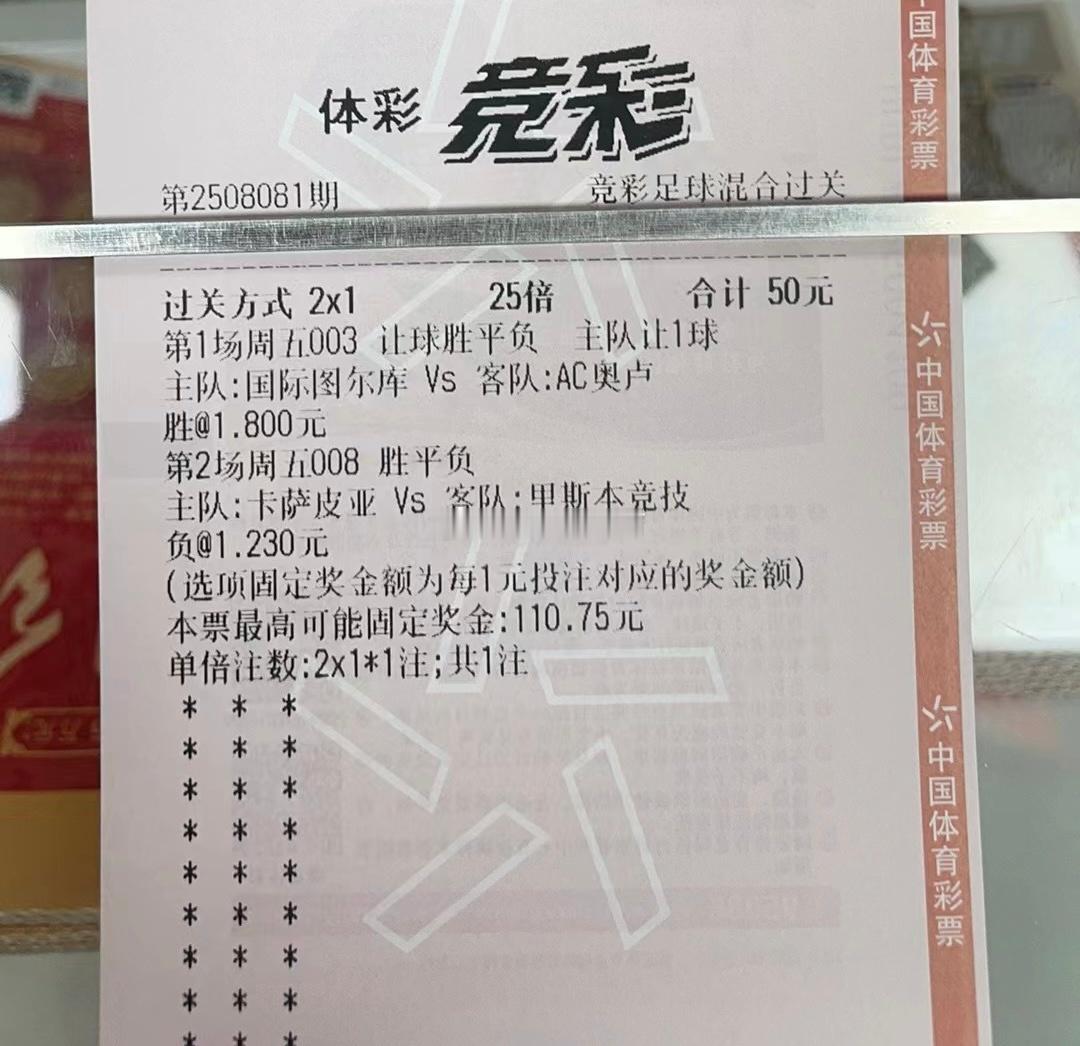 体彩 竞彩
第2508081期 竞彩足球混合过关
过关方式 2x1 25倍 合计 50元
第1场周五003 让球胜平负 主队让1球
主队:国际图尔库 Vs 客队:AC奥卢
胜@1.800元
第2场周五008 胜平负
主队:卡萨皮亚 Vs 客队:里斯本竞技
负@1.230元
(选项固定奖金额为每1元投注对应的奖金额)
本票最高可能固定奖金:110.75元
单倍注数:2x1*1注;共1注
* * *
* * *
* * *
* * *
* * *
* * *
* * *
* * *
* * *
国体育彩票
中国体育彩票
中国体育彩票